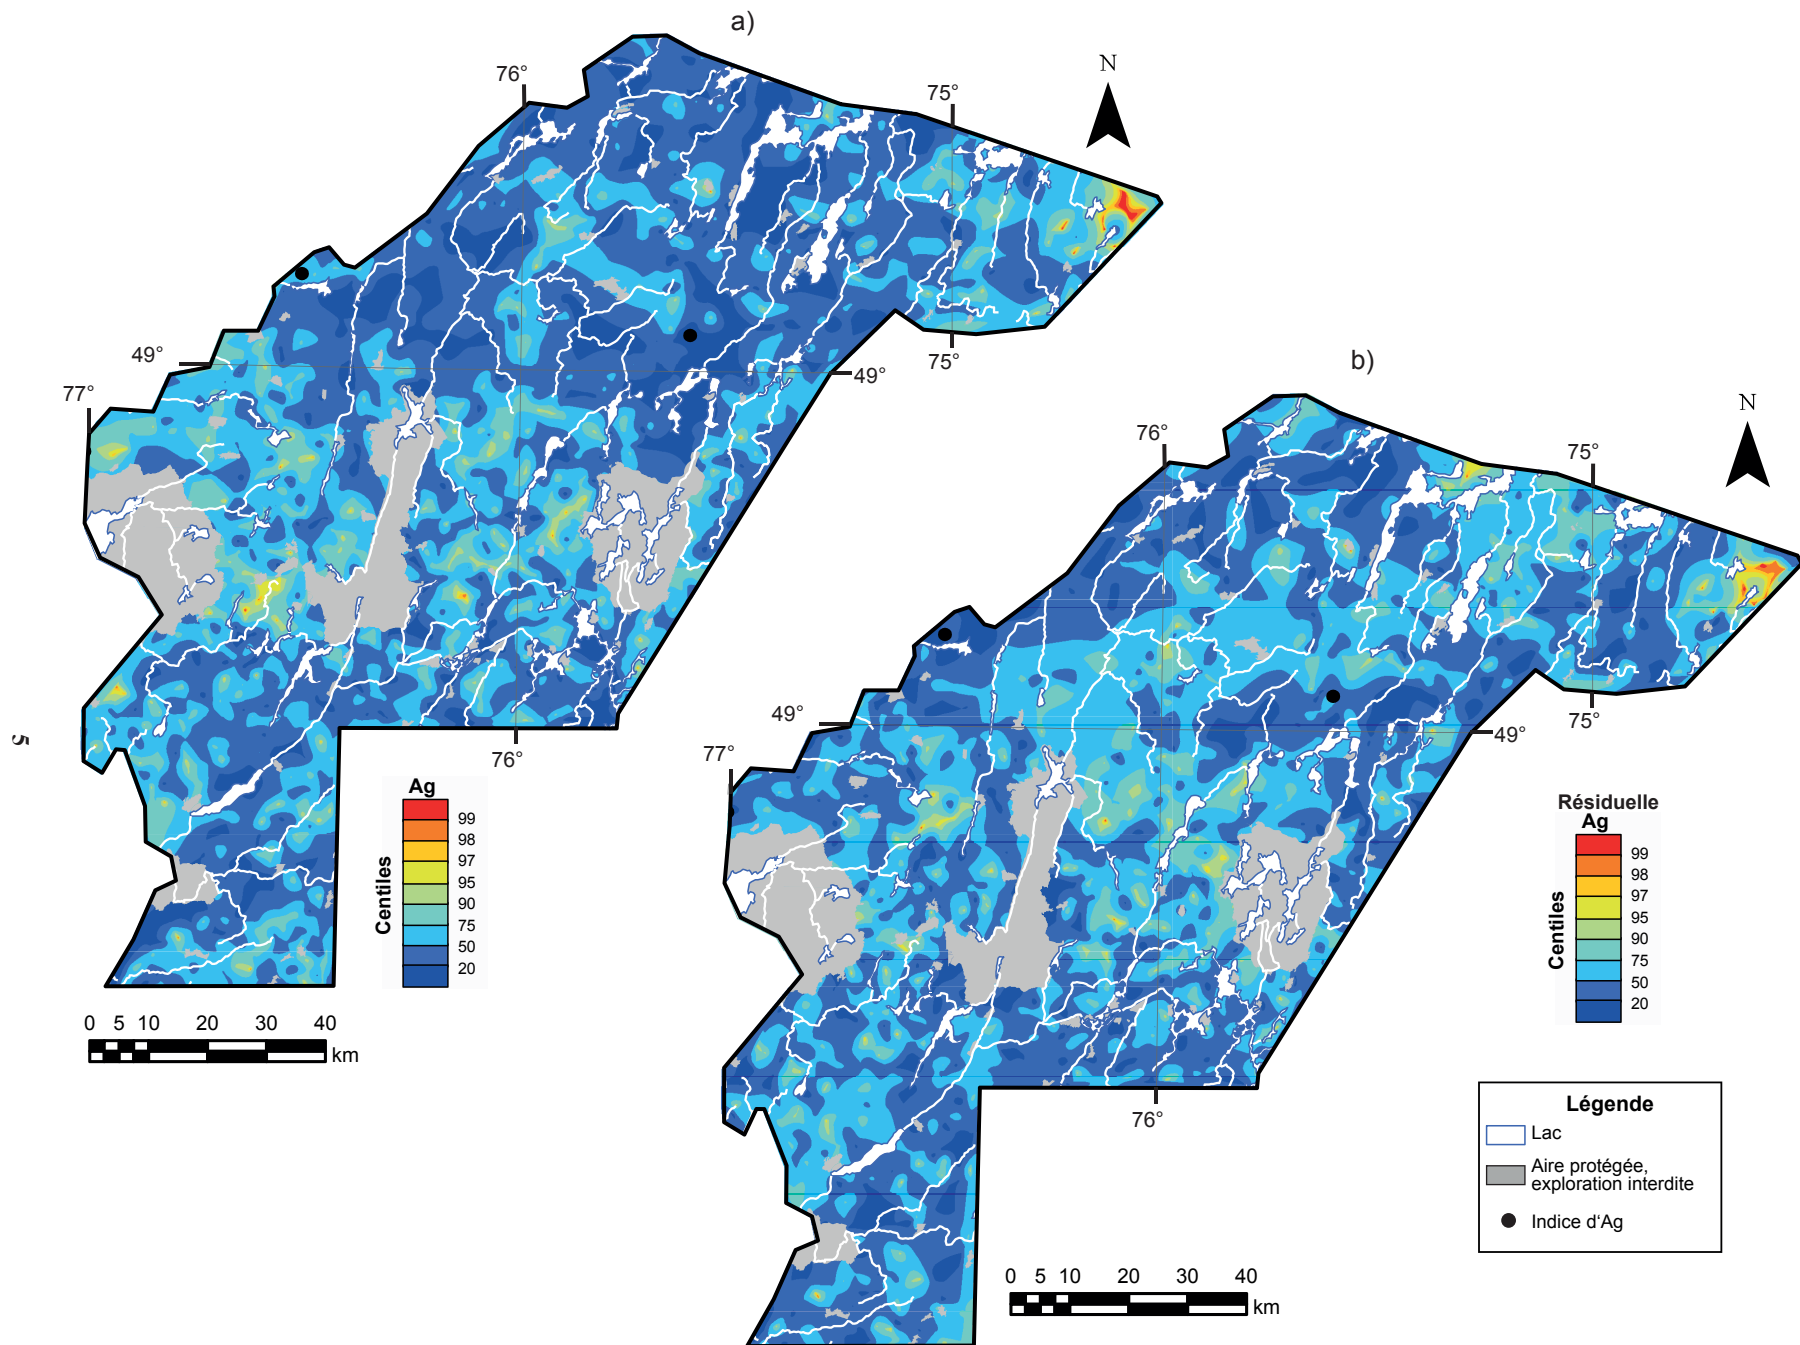 a)
76°
75°
N
49°
77°
49°
75°
76°
Ag
Centiles
99
98
97
95
90
75
50
20
0 5 10 20 30 40
km
5
b)
76°
75°
N
49°
77°
49°
75°
76°
Résiduelle
Ag
Centiles
99
98
97
95
90
75
50
20
Légende
Lac
Aire protégée,
exploration interdite
Indice d'Ag
0 5 10 20 30 40
km